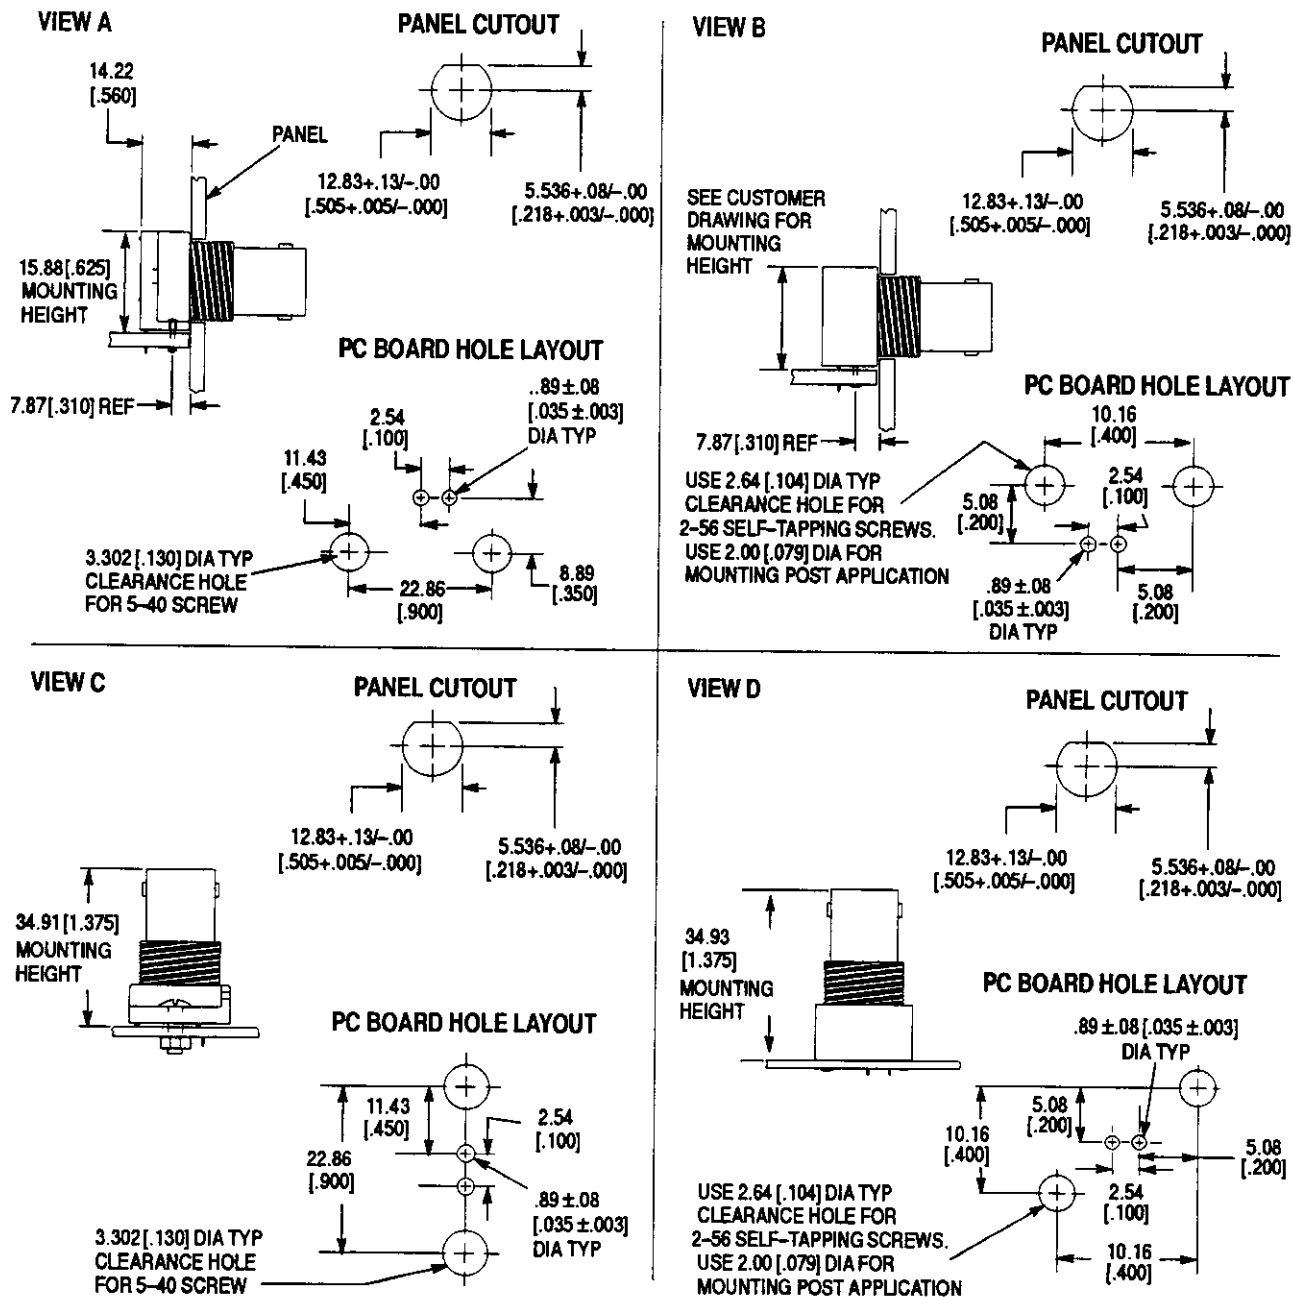 VIEW A
PANEL CUTOUT
14.22
[.560]
PANEL
12.83+.13/-.00
[.505+.005/-.000]
5.536+.08/-.00
[.218+.003/-.000]
15.88[.625]
MOUNTING
HEIGHT
7.87[.310] REF
PC BOARD HOLE LAYOUT
2.54
[.100]
..89±.08
[.035±.003]
DIA TYP
11.43
[.450]
3.302[.130] DIA TYP
CLEARANCE HOLE
FOR 5-40 SCREW
22.86
[.900]
8.89
[.350]
VIEW B
PANEL CUTOUT
12.83+.13/-.00
[.505+.005/-.000]
5.536+.08/-.00
[.218+.003/-.000]
SEE CUSTOMER
DRAWING FOR
MOUNTING
HEIGHT
7.87[.310] REF
PC BOARD HOLE LAYOUT
10.16
[.400]
USE 2.64 [.104] DIA TYP
CLEARANCE HOLE FOR
2-56 SELF-TAPPING SCREWS.
USE 2.00 [.079] DIA FOR
MOUNTING POST APPLICATION
5.08
[.200]
2.54
[.100]
.89±.08
[.035±.003]
DIA TYP
5.08
[.200]
VIEW C
PANEL CUTOUT
12.83+.13/-.00
[.505+.005/-.000]
5.536+.08/-.00
[.218+.003/-.000]
34.91[1.375]
MOUNTING
HEIGHT
PC BOARD HOLE LAYOUT
11.43
[.450]
2.54
[.100]
22.86
[.900]
.89±.08
[.035±.003]
DIA TYP
3.302[.130] DIA TYP
CLEARANCE HOLE
FOR 5-40 SCREW
VIEW D
PANEL CUTOUT
12.83+.13/-.00
[.505+.005/-.000]
5.536+.08/-.00
[.218+.003/-.000]
34.93
[1.375]
MOUNTING
HEIGHT
PC BOARD HOLE LAYOUT
.89±.08[.035±.003]
DIA TYP
5.08
[.200]
10.16
[.400]
5.08
[.200]
2.54
[.100]
10.16
[.400]
USE 2.64 [.104] DIA TYP
CLEARANCE HOLE FOR
2-56 SELF-TAPPING SCREWS.
USE 2.00 [.079] DIA FOR
MOUNTING POST APPLICATION